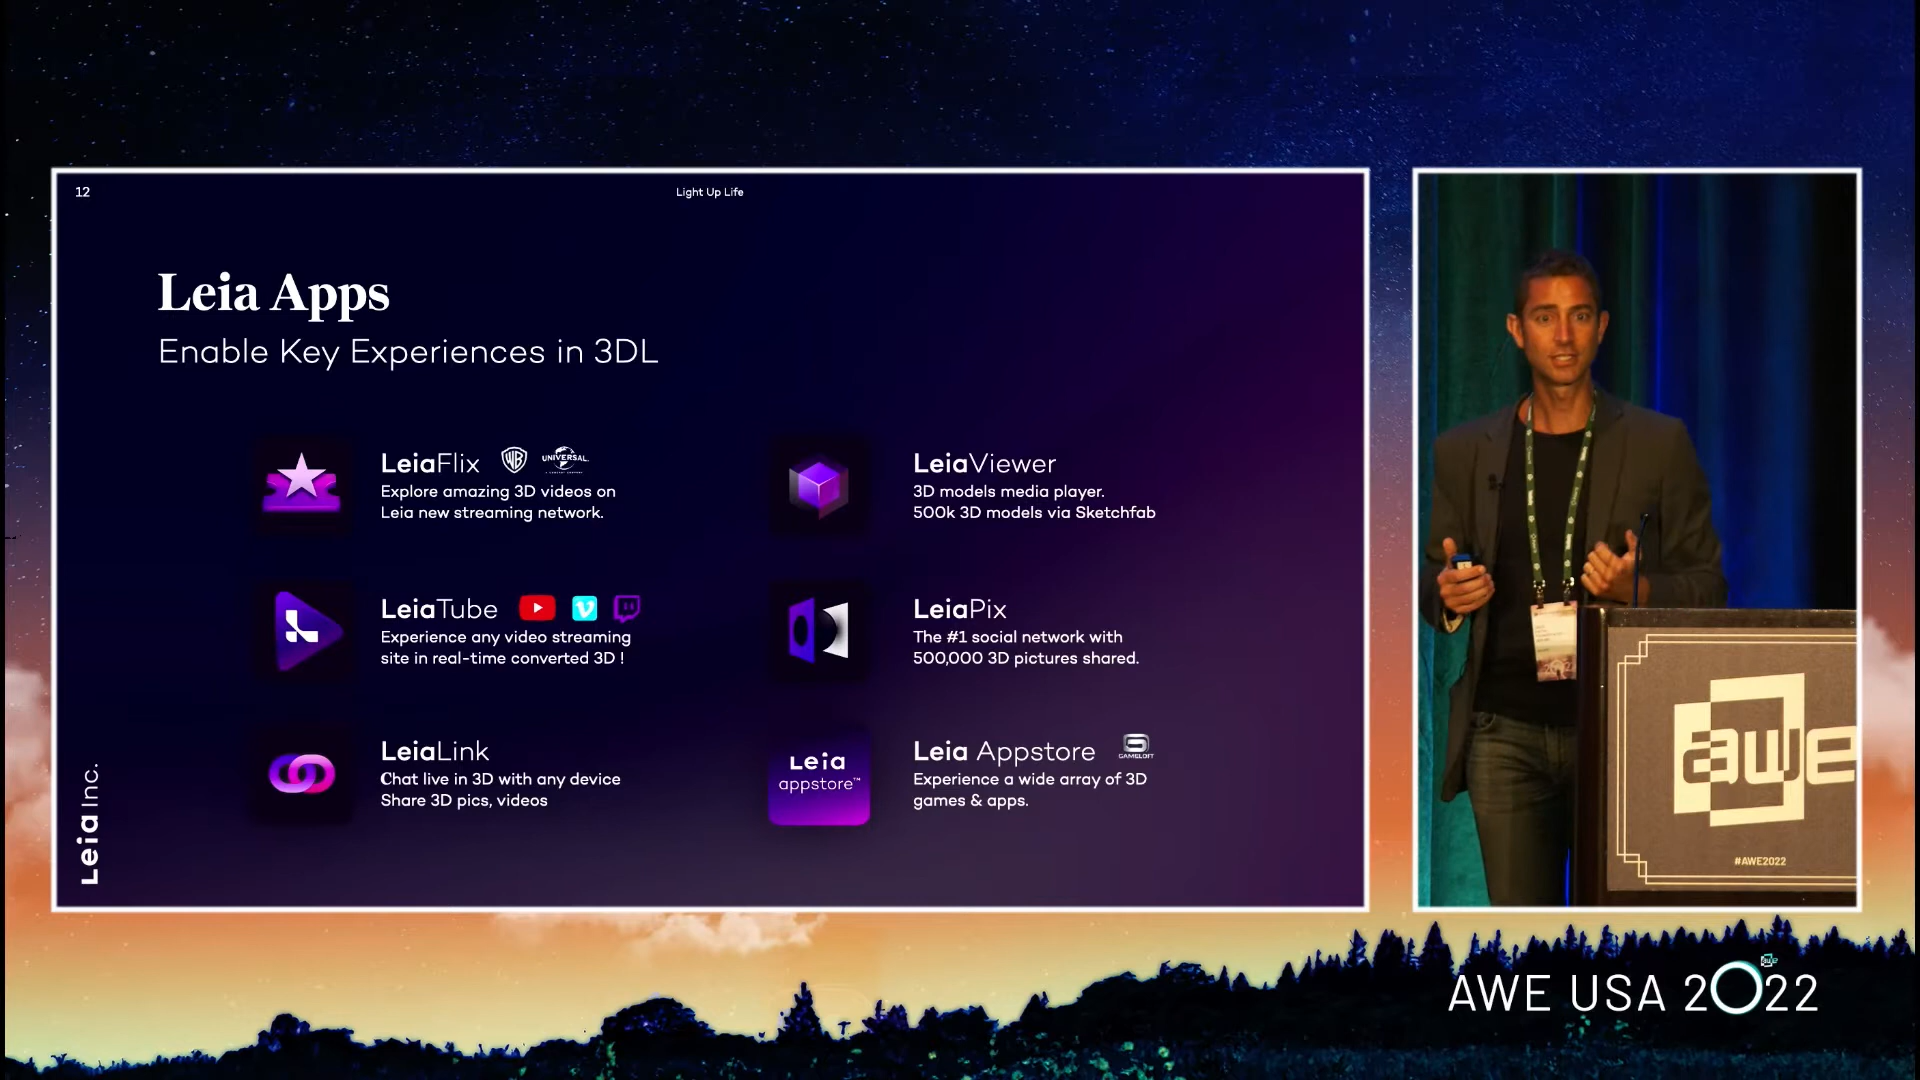 12
Light Up Life
Leia Apps
Enable Key Experiences in 3DL
LeiaFlix
WB
UNIVERSAL
Explore amazing 3D videos on
Leia new streaming network.
LeiaTube
Experience any video streaming
site in real-time converted 3D !
LeiaLink
Chat live in 3D with any device
Share 3D pics, videos
LeiaViewer
3D models media player.
500k 3D models via Sketchfab
LeiaPix
The #1 social network with
500,000 3D pictures shared.
Leia
appstore™
Leia Appstore
GAMELOFT
Experience a wide array of 3D
games & apps.
Leia Inc.
awe
#AWE2022
AWE USA 2022